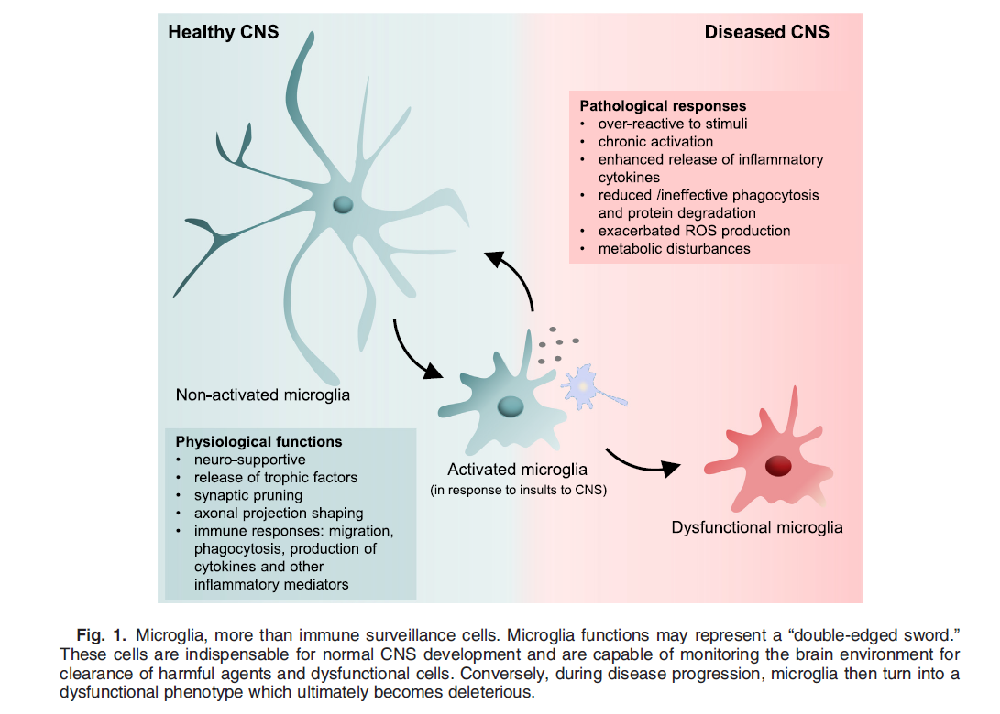 Healthy CNS
Diseased CNS
Pathological responses
• over-reactive to stimuli
• chronic activation
• enhanced release of inflammatory
cytokines
• reduced /ineffective phagocytosis
and protein degradation
• exacerbated ROS production
• metabolic disturbances
Non-activated microglia
Physiological functions
• neuro-supportive
• release of trophic factors
• synaptic pruning
• axonal projection shaping
• immune responses: migration,
phagocytosis, production of
cytokines and other
inflammatory mediators
Activated microglia
(in response to insults to CNS)
Dysfunctional microglia
Fig. 1. Microglia, more than immune surveillance cells. Microglia functions may represent a “double-edged sword.”
These cells are indispensable for normal CNS development and are capable of monitoring the brain environment for
clearance of harmful agents and dysfunctional cells. Conversely, during disease progression, microglia then turn into a
dysfunctional phenotype which ultimately becomes deleterious.